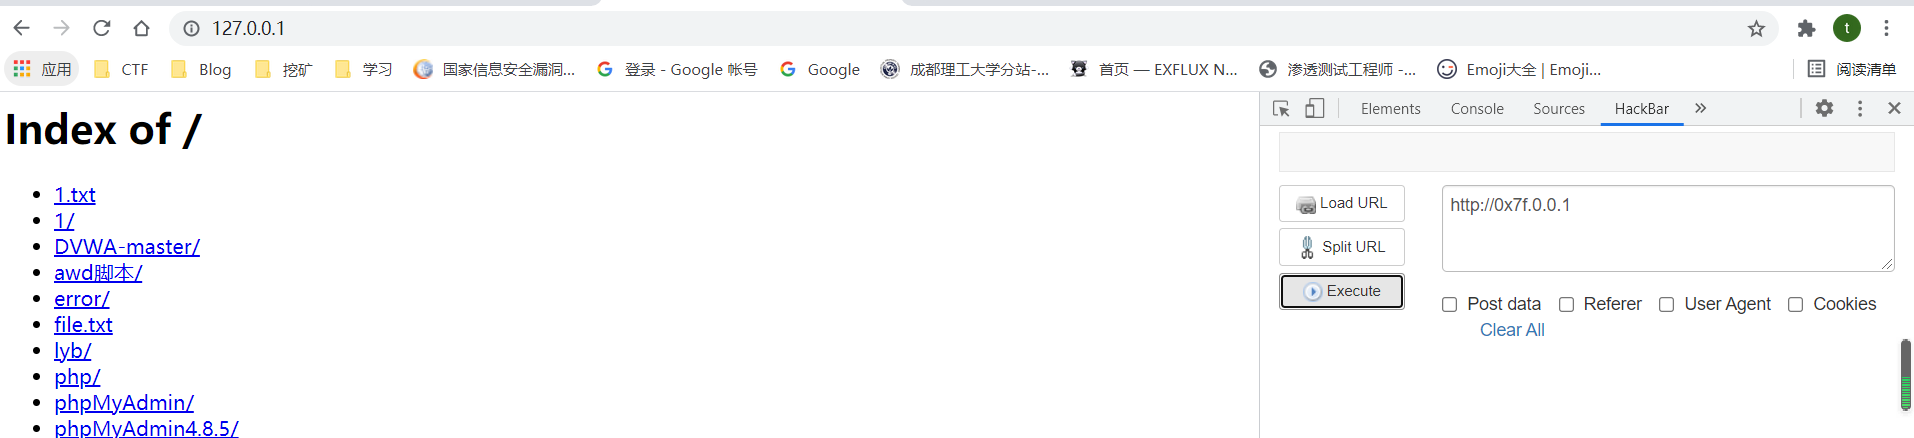 127.0.0.1
t
应用 CTF Blog 挖矿 学习 国家信息安全漏洞... 登录 - Google 帐号 Google 成都理工大学分站-... 首页 — EXFLUX N... 渗透测试工程师 -... Emoji大全 | Emoji... 阅读清单
Index of /
1.txt
1/
DVWA-master/
awd脚本/
error/
file.txt
lyb/
php/
phpMyAdmin/
phpMyAdmin4.8.5/
Elements Console Sources HackBar
Load URL
Split URL
Execute
http://0x7f.0.0.1
Post data Referer User Agent Cookies
Clear All